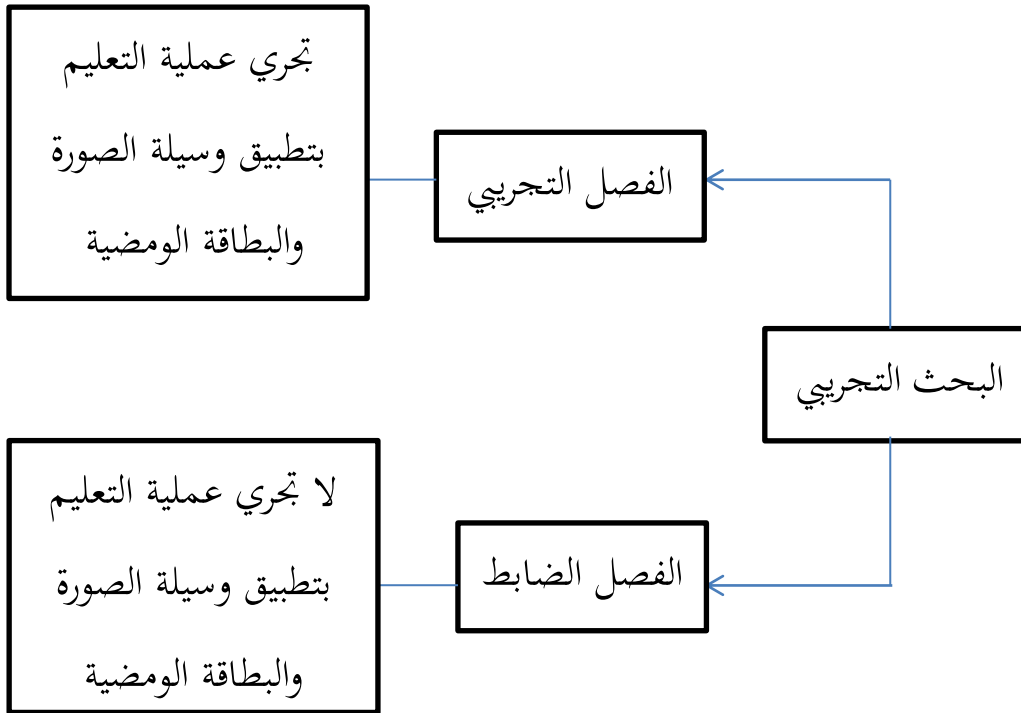 تجري عملية التعليم
بتطبيق وسيلة الصورة
والبطاقة الومضية
الفصل التجريبي
البحث التجريبي
لا تجري عملية التعليم
بتطبيق وسيلة الصورة
والبطاقة الومضية
الفصل الضابط